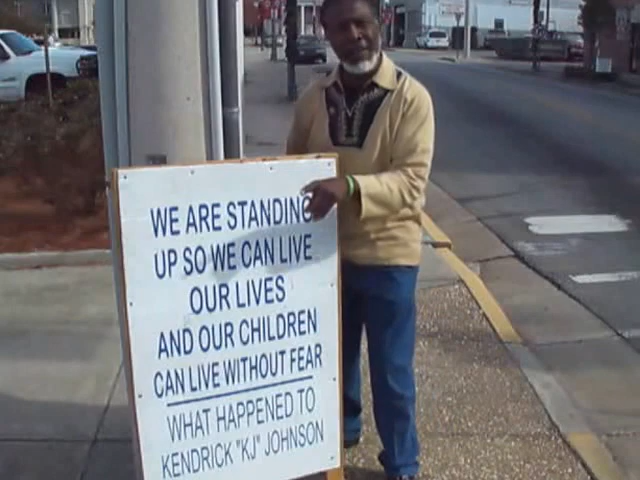 WE ARE STANDING
UP SO WE CAN LIVE
OUR LIVES
AND OUR CHILDREN
CAN LIVE WITHOUT FEAR
WHAT HAPPENED TO
KENDRICK "KJ" JOHNSON